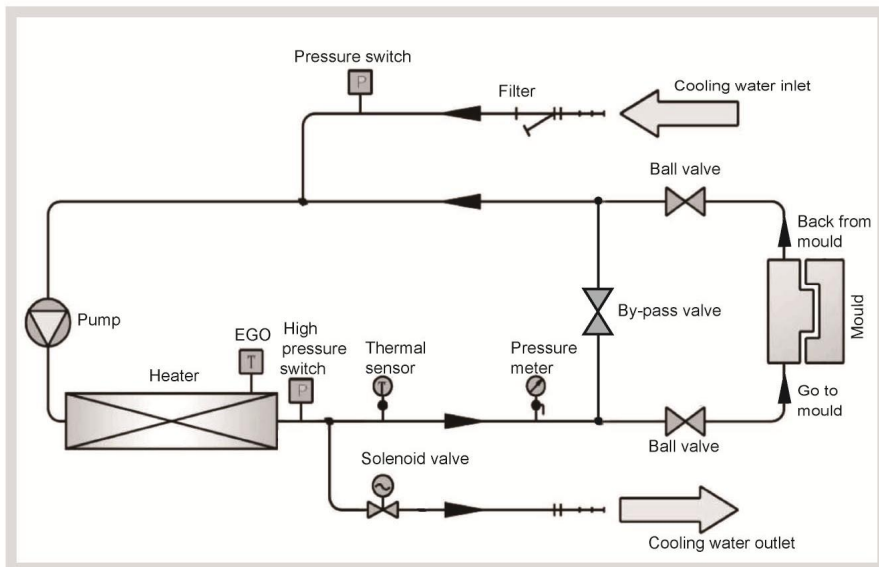 Pressure switch
P
Filter
Cooling water inlet
Ball valve
Back from
mould
Pump
By-pass valve
Mould
EGO
T
High
pressure
switch
P
Thermal
sensor
T
Pressure
meter
Heater
Go to
mould
Ball valve
Solenoid valve
Cooling water outlet